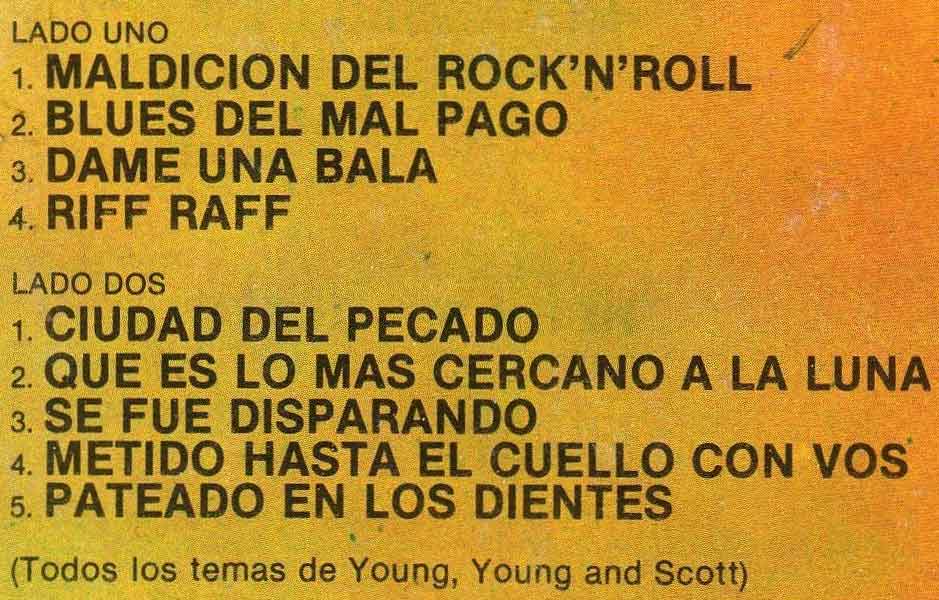 LADO UNO
1. MALDICION DEL ROCK'N'ROLL
2. BLUES DEL MAL PAGO
3. DAME UNA BALA
4. RIFF RAFF
LADO DOS
1. CIUDAD DEL PECADO
2. QUE ES LO MAS CERCANO A LA LUNA
3. SE FUE DISPARANDO
4. METIDO HASTA EL CUELLO CON VOS
5. PATEADO EN LOS DIENTES
(Todos los temas de Young, Young and Scott)